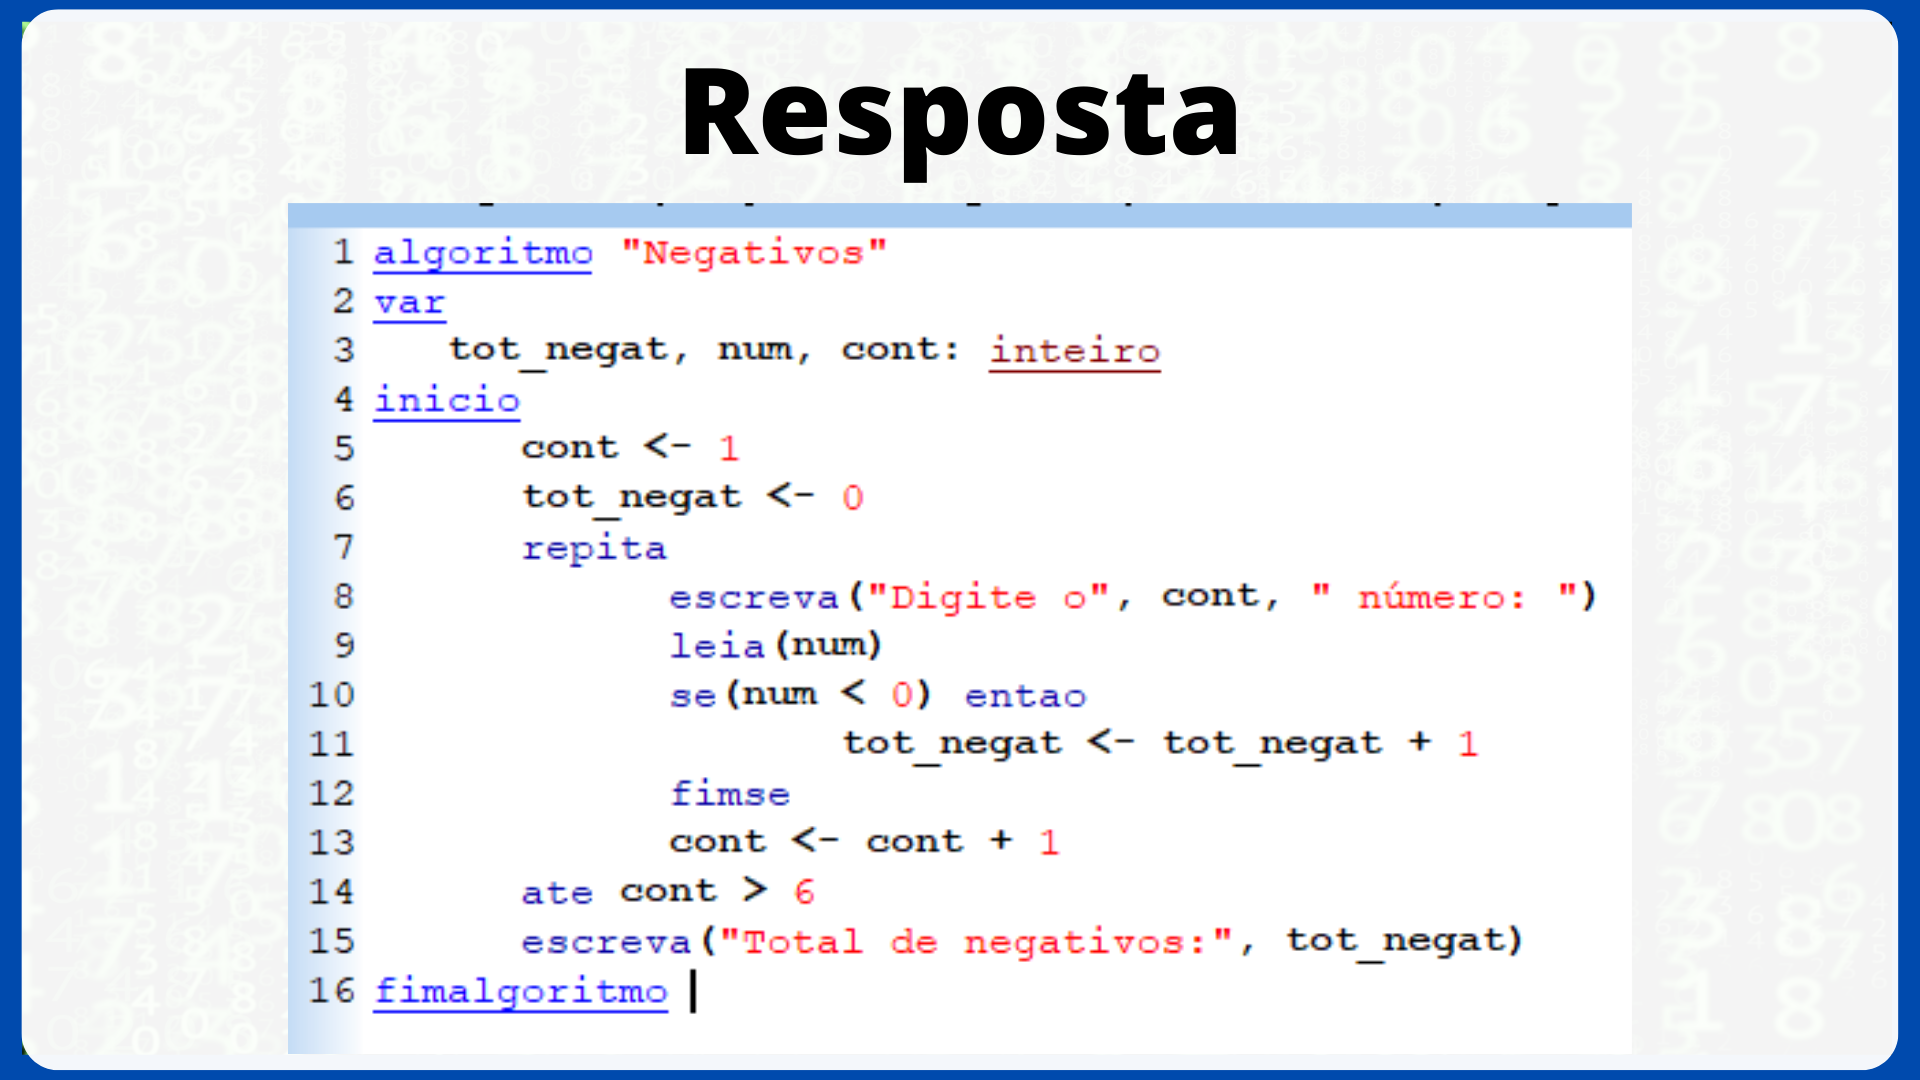 Resposta
1 algoritmo "Negativos"
2 var
3 tot_negat, num, cont: inteiro
4 inicio
5 cont <- 1
6 tot_negat <- 0
7 repita
8 escreva("Digite o", cont, " número: ")
9 leia(num)
10 se(num < 0) entao
11 tot_negat <- tot_negat + 1
12 fimse
13 cont <- cont + 1
14 ate cont > 6
15 escreva("Total de negativos:", tot_negat)
16 fimalgoritmo